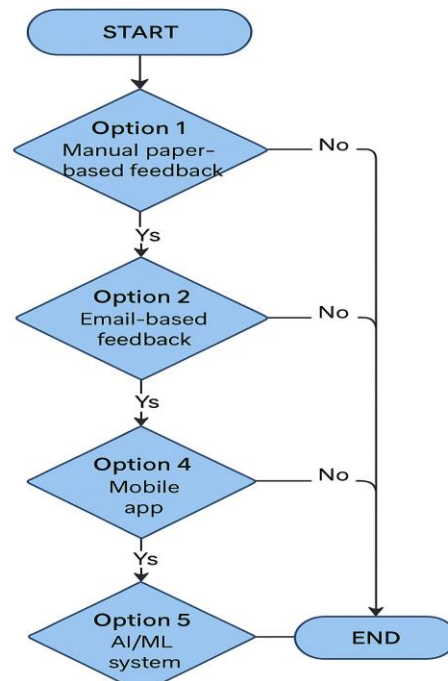 START
Option 1
Manual paper-
based feedback
No
Ys
Option 2
Email-based
feedback
No
Ys
Option 4
Mobile
app
No
Ys
Option 5
AI/ML
system
END